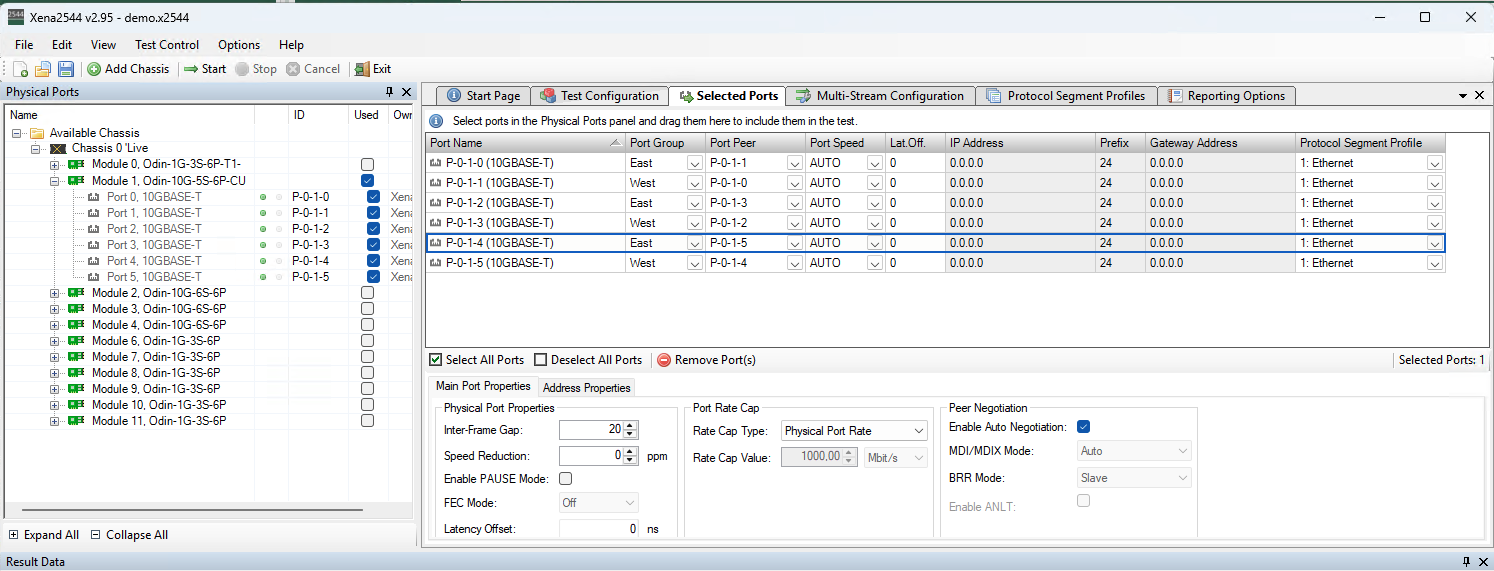 Xena2544 v2.95 - demo.x2544
File Edit View Test Control Options Help
Add Chassis Start Stop Cancel Exit
Physical Ports
Name ID Used Own
Available Chassis
Chassis 0 'Live
Module 0, Odin-1G-3S-6P-T1-
Module 1, Odin-10G-5S-6P-CU
Port 0, 10GBASE-T P-0-1-0 Xena
Port 1, 10GBASE-T P-0-1-1 Xena
Port 2, 10GBASE-T P-0-1-2 Xena
Port 3, 10GBASE-T P-0-1-3 Xena
Port 4, 10GBASE-T P-0-1-4 Xena
Port 5, 10GBASE-T P-0-1-5 Xena
Module 2, Odin-10G-6S-6P
Module 3, Odin-10G-6S-6P
Module 4, Odin-10G-6S-6P
Module 6, Odin-1G-3S-6P
Module 7, Odin-1G-3S-6P
Module 8, Odin-1G-3S-6P
Module 9, Odin-1G-3S-6P
Module 10, Odin-1G-3S-6P
Module 11, Odin-1G-3S-6P
Expand All Collapse All
Start Page Test Configuration Selected Ports Multi-Stream Configuration Protocol Segment Profiles Reporting Options
Select ports in the Physical Ports panel and drag them here to include them in the test.
Port Name Port Group Port Peer Port Speed Lat.Off. IP Address Prefix Gateway Address Protocol Segment Profile
P-0-1-0 (10GBASE-T) East P-0-1-1 AUTO 0 0.0.0.0 24 0.0.0.0 1: Ethernet
P-0-1-1 (10GBASE-T) West P-0-1-0 AUTO 0 0.0.0.0 24 0.0.0.0 1: Ethernet
P-0-1-2 (10GBASE-T) East P-0-1-3 AUTO 0 0.0.0.0 24 0.0.0.0 1: Ethernet
P-0-1-3 (10GBASE-T) West P-0-1-2 AUTO 0 0.0.0.0 24 0.0.0.0 1: Ethernet
P-0-1-4 (10GBASE-T) East P-0-1-5 AUTO 0 0.0.0.0 24 0.0.0.0 1: Ethernet
P-0-1-5 (10GBASE-T) West P-0-1-4 AUTO 0 0.0.0.0 24 0.0.0.0 1: Ethernet
Select All Ports Deselect All Ports Remove Port(s) Selected Ports: 1
Main Port Properties Address Properties
Physical Port Properties
Inter-Frame Gap: 20
Speed Reduction: 0 ppm
Enable PAUSE Mode:
FEC Mode: Off
Latency Offset: 0 ns
Port Rate Cap
Rate Cap Type: Physical Port Rate
Rate Cap Value: 1000,00 Mbit/s
Peer Negotiation
Enable Auto Negotiation:
MDI/MDIX Mode: Auto
BRR Mode: Slave
Enable ANLT:
Result Data